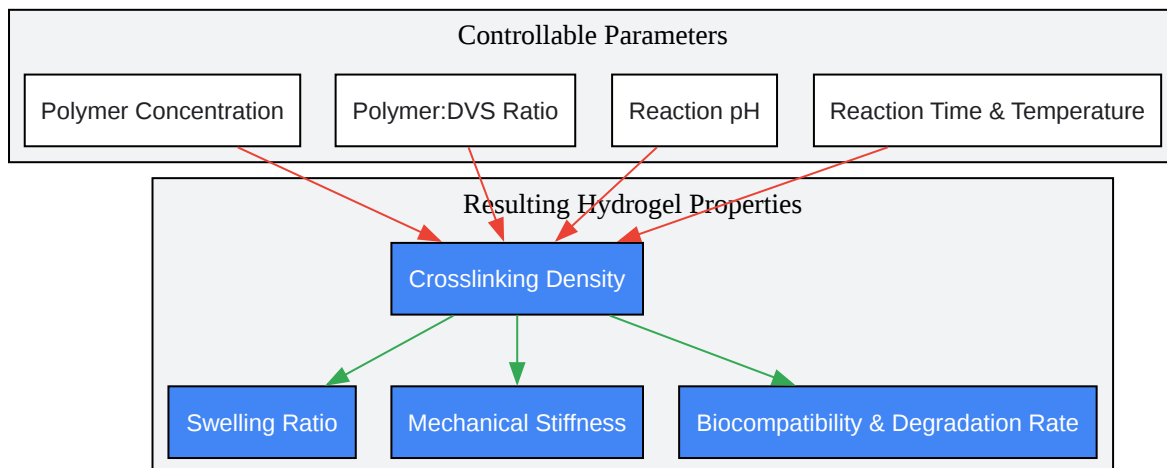 Controllable Parameters
Polymer Concentration
Polymer:DVS Ratio
Reaction pH
Reaction Time & Temperature
Resulting Hydrogel Properties
Crosslinking Density
Swelling Ratio
Mechanical Stiffness
Biocompatibility & Degradation Rate